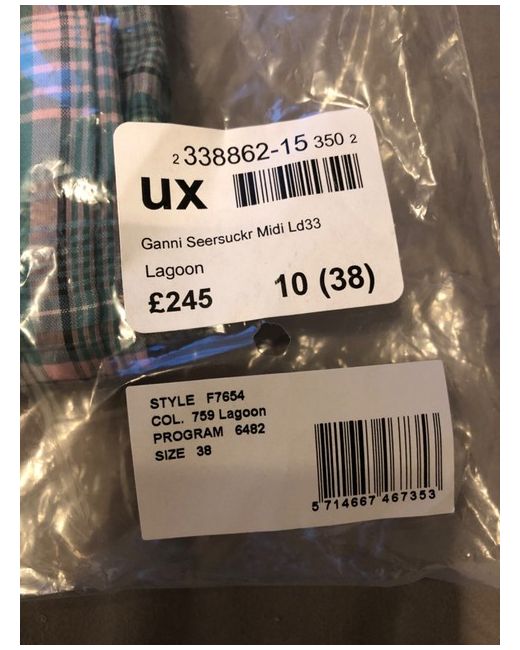 2 338862-15 350 2
ux
Ganni Seersuckr Midi Ld33
Lagoon
£245 10 (38)
STYLE F7654
COL. 759 Lagoon
PROGRAM 6482
SIZE 38
5 714667 467353